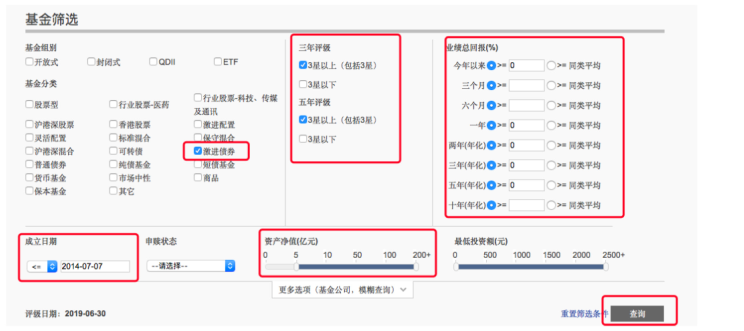 基金筛选
基金组别
开放式 封闭式 QDII ETF
基金分类
股票型 行业股票-医药 行业股票-科技、传媒及通讯
沪港深股票 香港股票 激进配置
灵活配置 标准混合 保守混合
沪港深混合 可转债 激进债券
普通债券 纯债基金 短债基金
货币基金 市场中性 商品
保本基金 其它
三年评级
3星以上（包括3星）
3星以下
五年评级
3星以上（包括3星）
3星以下
业绩总回报(%)
今年以来 >= 0 >= 同类平均
三个月 >= >= 同类平均
六个月 >= >= 同类平均
一年 >= 0 >= 同类平均
两年(年化) >= 0 >= 同类平均
三年(年化) >= 0 >= 同类平均
五年(年化) >= 0 >= 同类平均
十年(年化) >= >= 同类平均
成立日期
<= 2014-07-07
申赎状态
--请选择--
资产净值(亿元)
0 5 10 50 100 200+
最低投资额(元)
0 500 1000 1500 2000 2500+
更多选项（基金公司，模糊查询）
评级日期：2019-06-30
重置筛选条件 查询